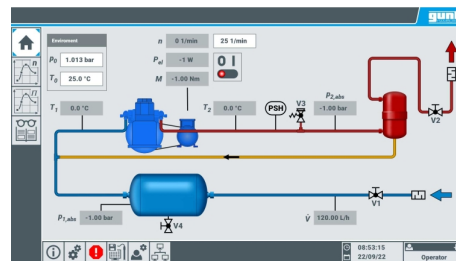 gunt
Environment
n 0 1/min 25 1/min
P0 1.013 bar
Pel -1 W
0 I
T0 25.0 °C
M -1.00 Nm
P2,abs
T1 0.0 °C
T2 0.0 °C
PSH
V3
-1.00 bar
V2
n
Π
P1,abs -1.00 bar
V4
V̇ 120.00 L/h
V1
08:53:15
22/09/22
Operator